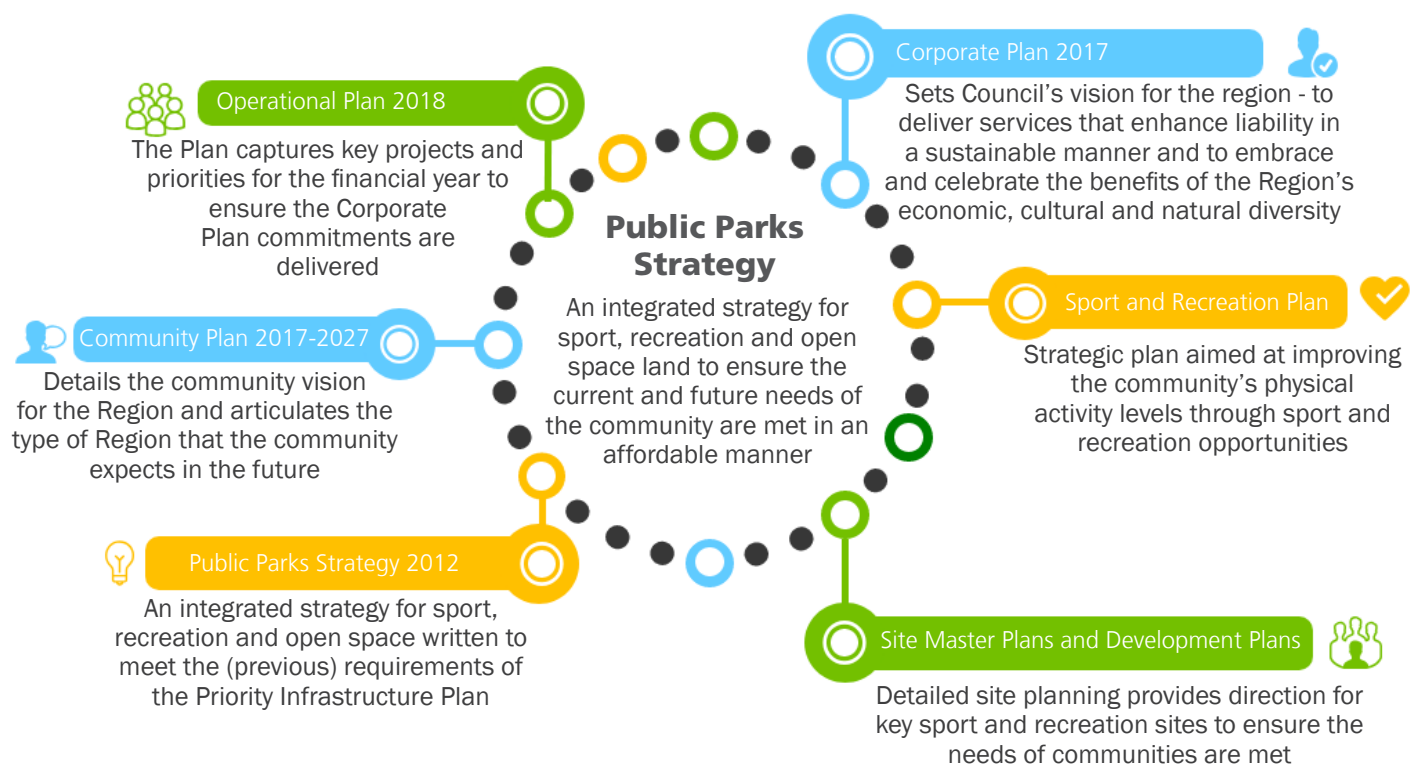 Operational Plan 2018
The Plan captures key projects and
priorities for the financial year to
ensure the Corporate
Plan commitments are
delivered
Community Plan 2017-2027
Details the community vision
for the Region and articulates the
type of Region that the community
expects in the future
Public Parks Strategy 2012
An integrated strategy for sport,
recreation and open space written to
meet the (previous) requirements of
the Priority Infrastructure Plan
Public Parks
Strategy
An integrated strategy for
sport, recreation and open
space land to ensure the
current and future needs of
the community are met in an
affordable manner
Corporate Plan 2017
Sets Council’s vision for the region - to
deliver services that enhance liability in
a sustainable manner and to embrace
and celebrate the benefits of the Region’s
economic, cultural and natural diversity
Sport and Recreation Plan
Strategic plan aimed at improving
the community’s physical
activity levels through sport and
recreation opportunities
Site Master Plans and Development Plans
Detailed site planning provides direction for
key sport and recreation sites to ensure the
needs of communities are met